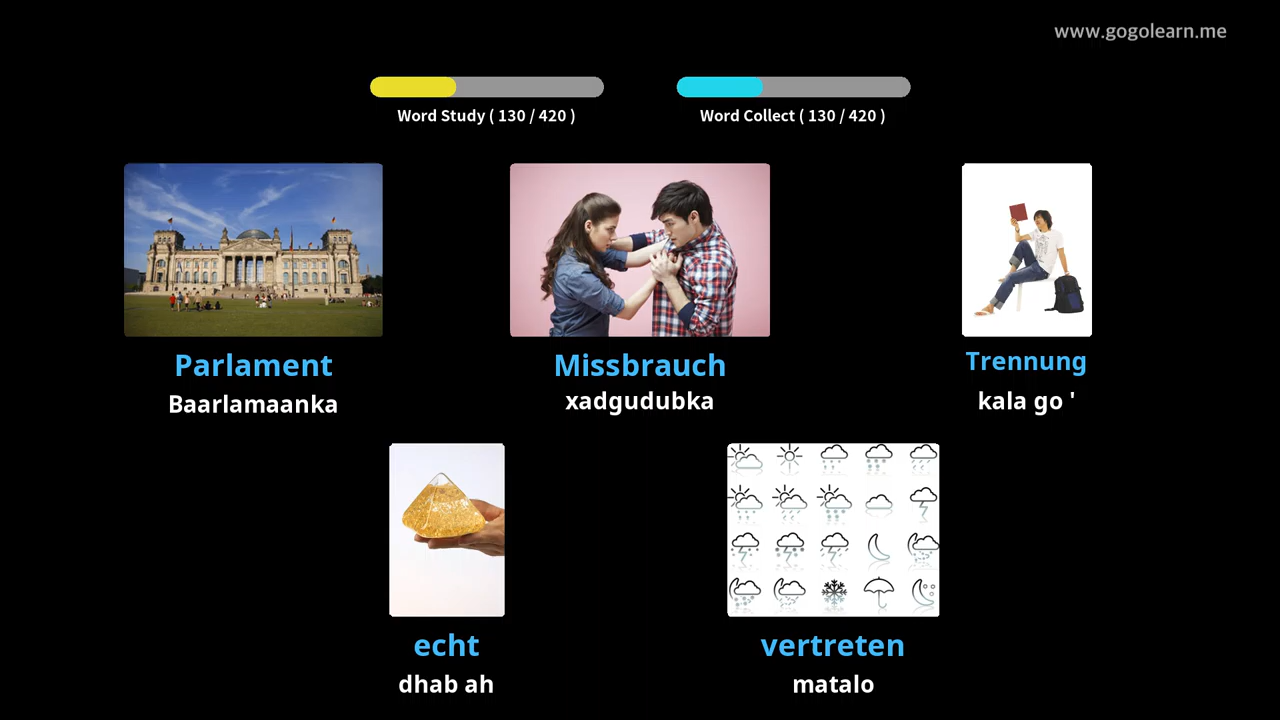 www.gogolearn.me
Word Study ( 130 / 420 )
Word Collect ( 130 / 420 )
Parlament
Baarlamaanka
Missbrauch
xadgudubka
Trennung
kala go '
echt
dhab ah
vertreten
matalo